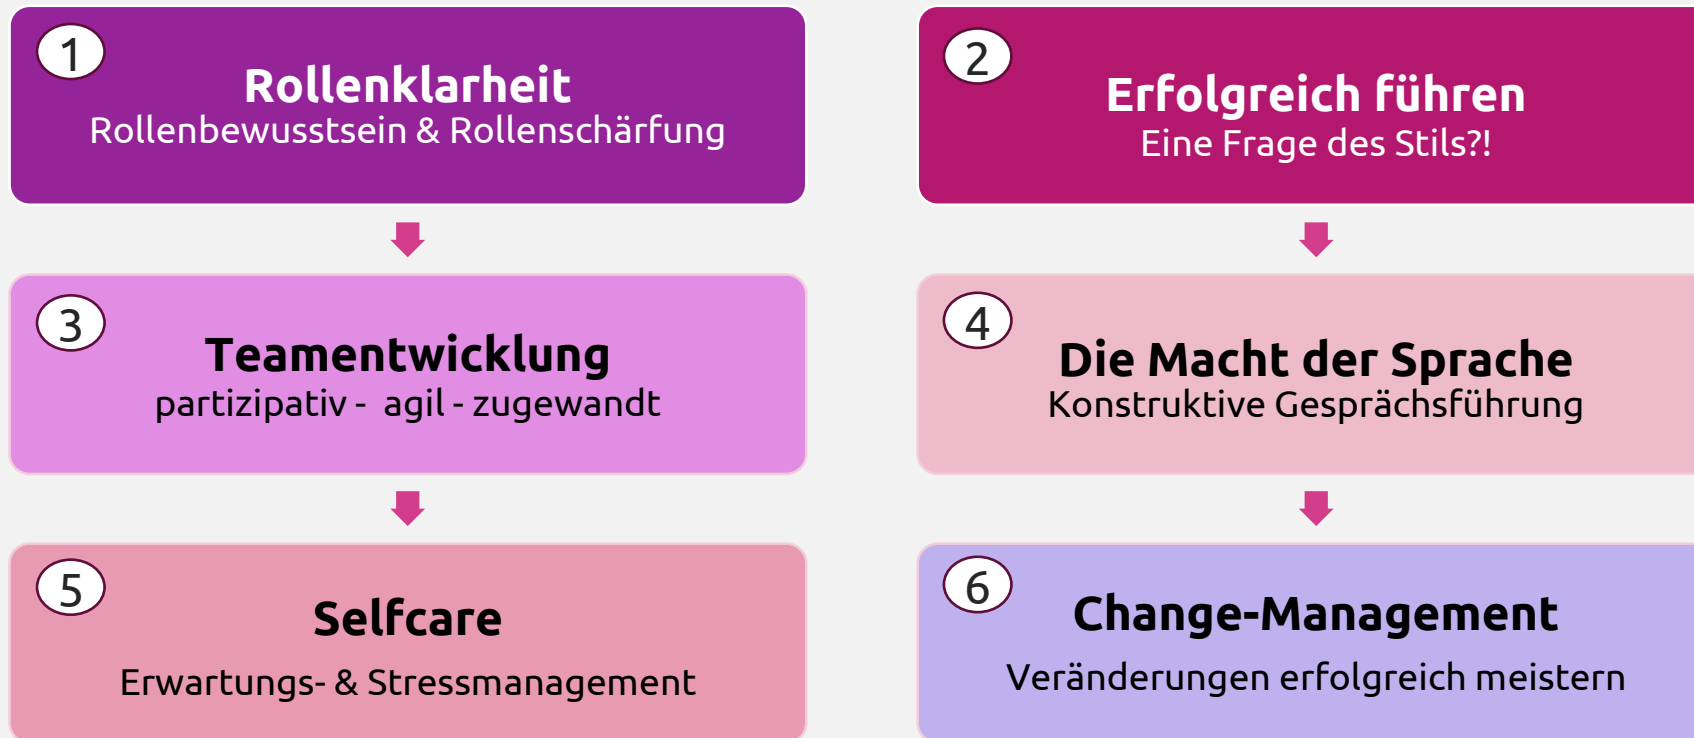 1
Rollenklarheit
Rollenbewusstsein & Rollenschärfung
2
Erfolgreich führen
Eine Frage des Stils?!
3
Teamentwicklung
partizipativ -  agil - zugewandt
4
Die Macht der Sprache
Konstruktive Gesprächsführung
5
Selfcare
Erwartungs- & Stressmanagement
6
Change-Management
Veränderungen erfolgreich meistern